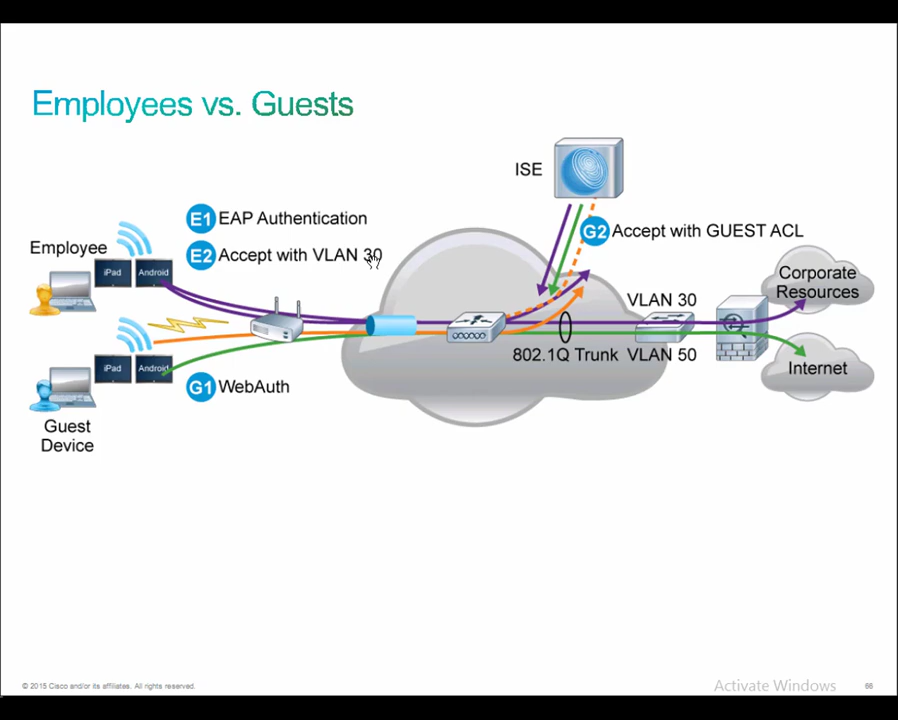 Employees vs. Guests
ISE
E1 EAP Authentication
G2 Accept with GUEST ACL
Employee
E2 Accept with VLAN 30
iPad
Android
Corporate
Resources
VLAN 30
802.1Q Trunk
VLAN 50
iPad
Android
Internet
G1 WebAuth
Guest
Device
© 2015 Cisco and/or its affiliates. All rights reserved.
Activate Windows
66